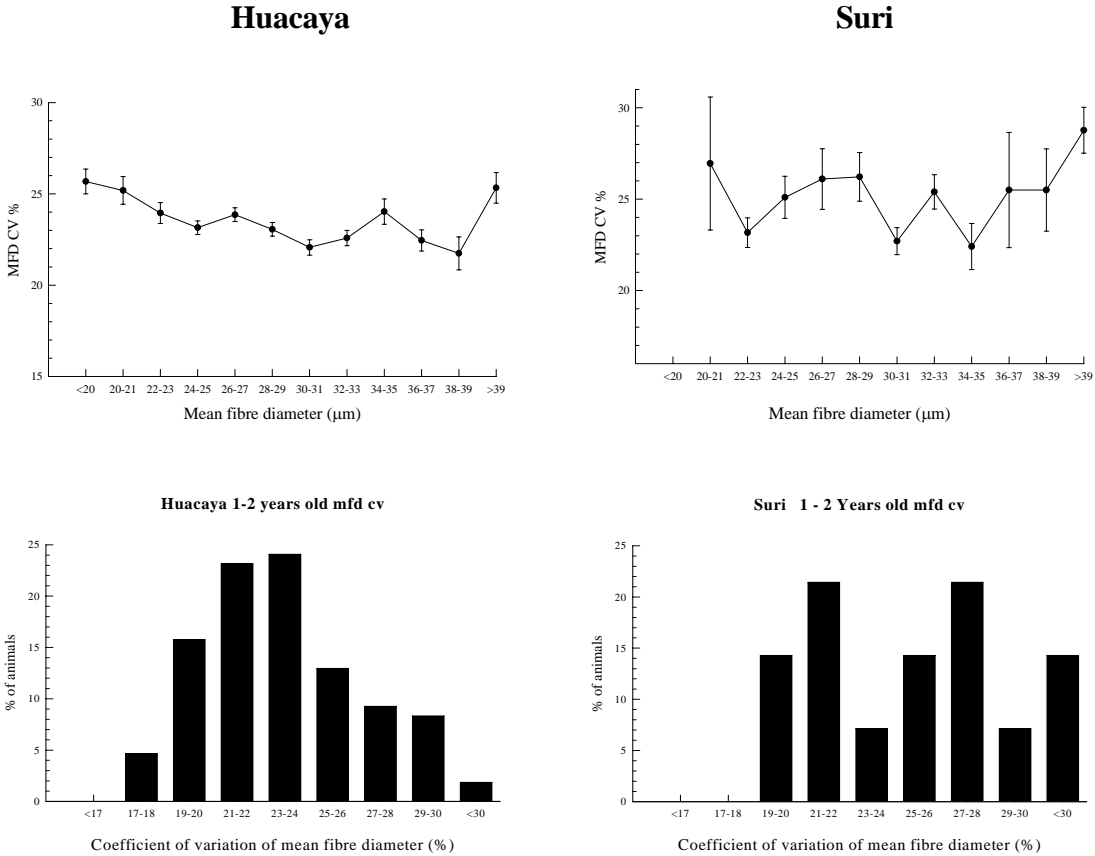 Huacaya
Suri
30
25
20
15
MFD CV %
<20 20-21 22-23 24-25 26-27 28-29 30-31 32-33 34-35 36-37 38-39 >39
Mean fibre diameter (μm)
30
25
20
MFD CV %
<20 20-21 22-23 24-25 26-27 28-29 30-31 32-33 34-35 36-37 38-39 >39
Mean fibre diameter (μm)
Huacaya 1-2 years old mfd cv
25
20
15
10
5
0
% of animals
<17 17-18 19-20 21-22 23-24 25-26 27-28 29-30 <30
Coefficient of variation of mean fibre diameter (%)
Suri 1 - 2 Years old mfd cv
25
20
15
10
5
0
% of animals
<17 17-18 19-20 21-22 23-24 25-26 27-28 29-30 <30
Coefficient of variation of mean fibre diameter (%)